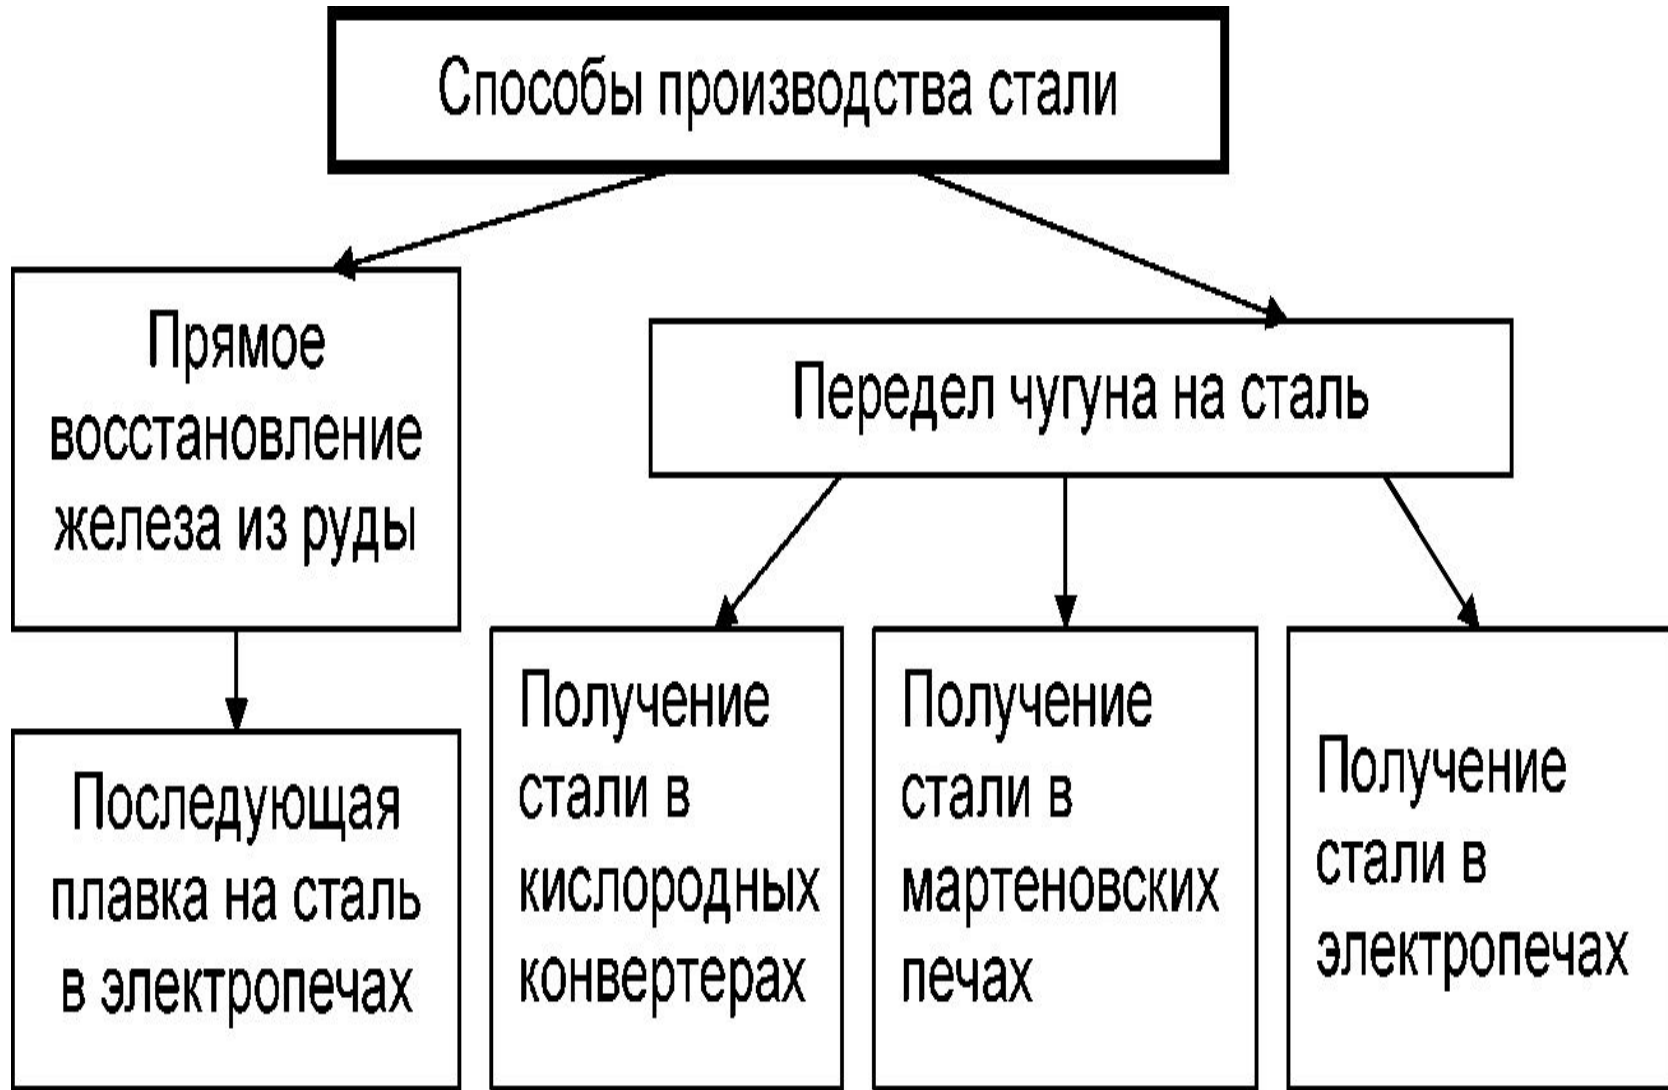 Способы производства стали
Прямое
восстановление
железа из руды
Передел чугуна на сталь
Последующая
плавка на сталь
в электропечах
Получение
стали в
кислородных
конвертерах
Получение
стали в
мартеновских
печах
Получение
стали в
электропечах